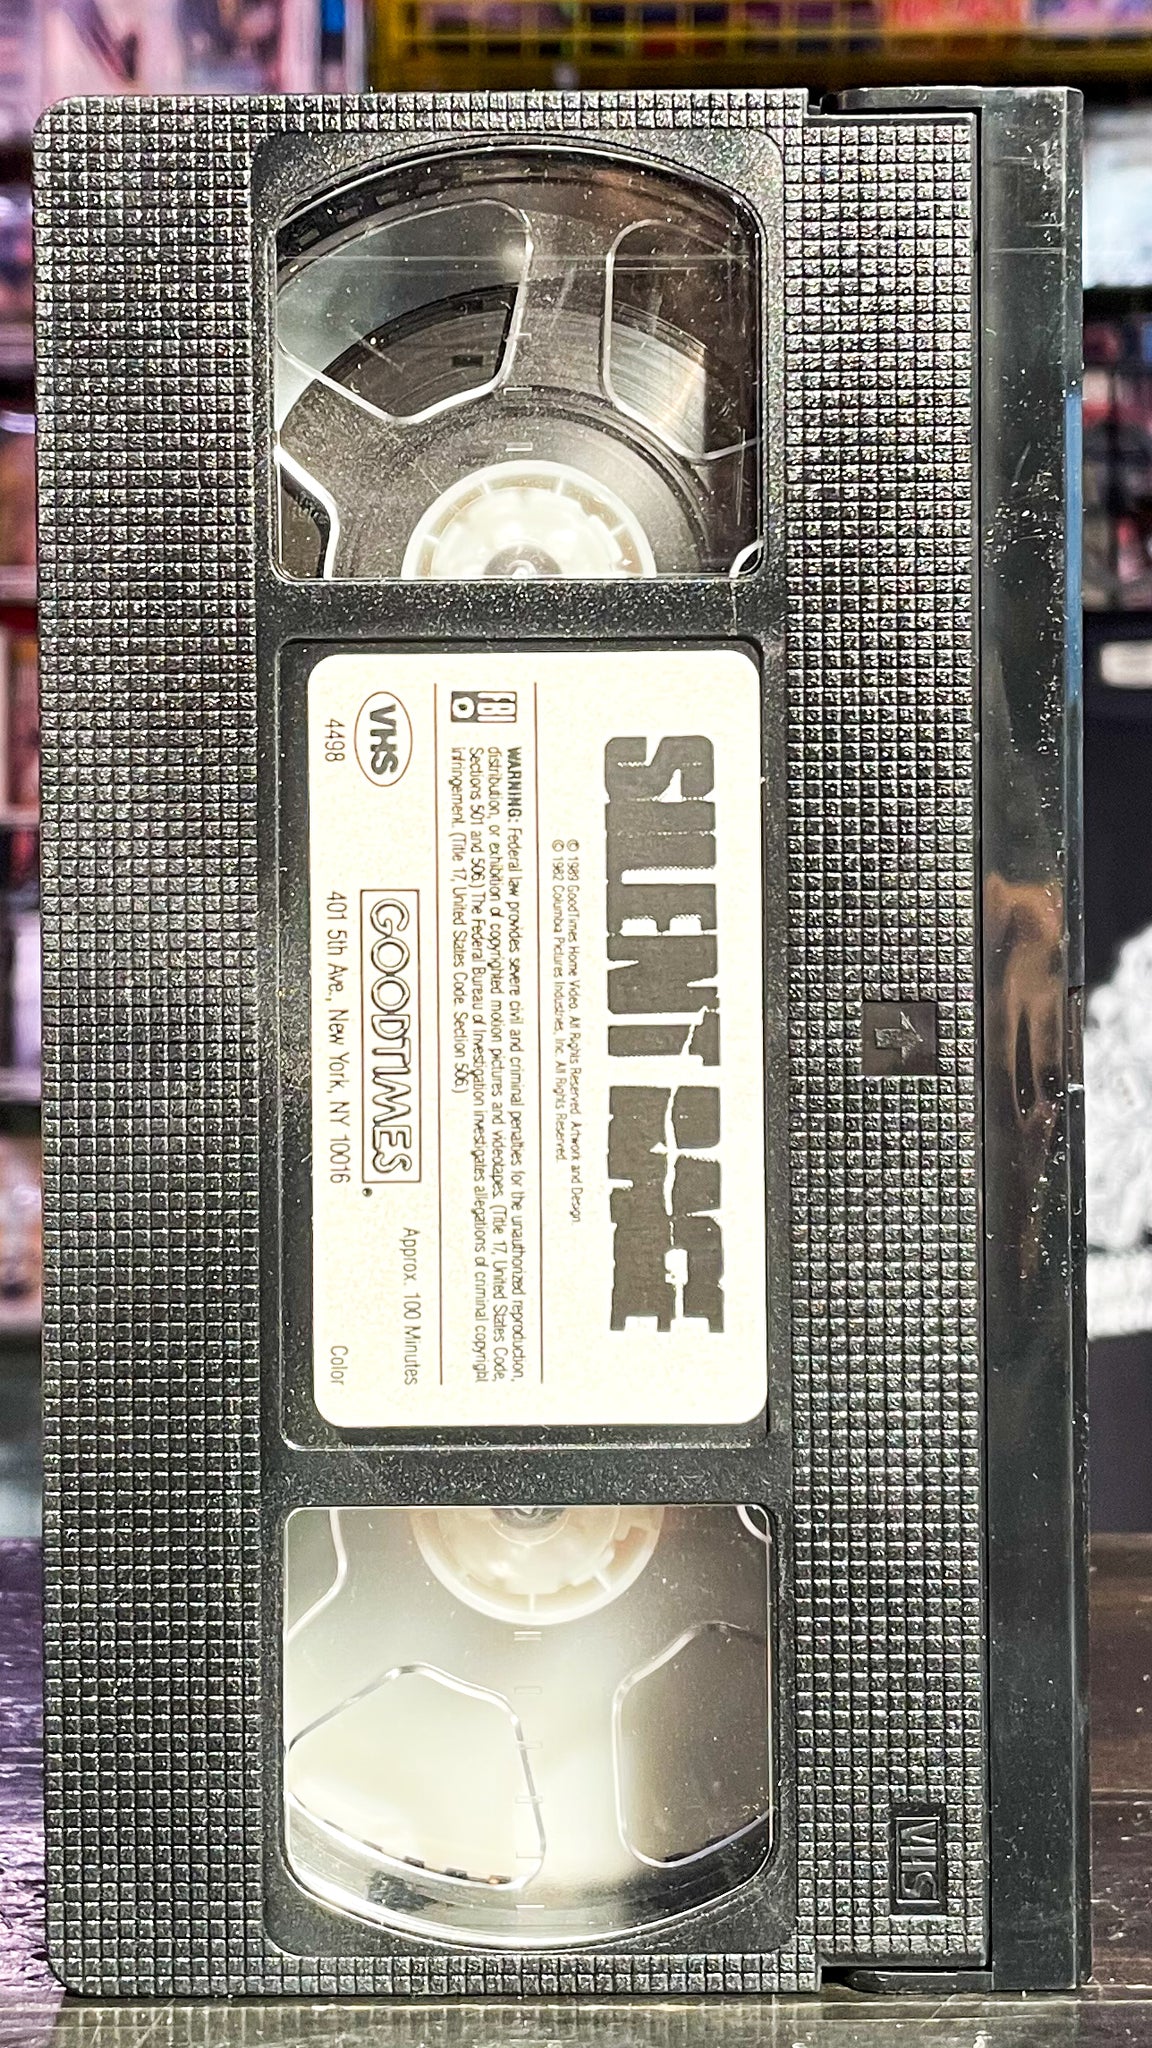 SILENT RAGE
© 1989 GoodTimes Home Video. All Rights Reserved. Artwork and Design.
© 1982 Columbia Pictures Industries, Inc. All Rights Reserved.
FBI
WARNING: Federal law provides severe civil and criminal penalties for the unauthorized reproduction,
distribution, or exhibition of copyrighted motion pictures and videotapes. (Title 17, United States Code,
Sections 501 and 506.) The Federal Bureau of Investigation investigates allegations of criminal copyright
infringement. (Title 17, United States Code, Section 506)
Approx. 100 Minutes
VHS
GOODTIMES
4498
401 5th Ave., New York, NY 10016
Color
VHS